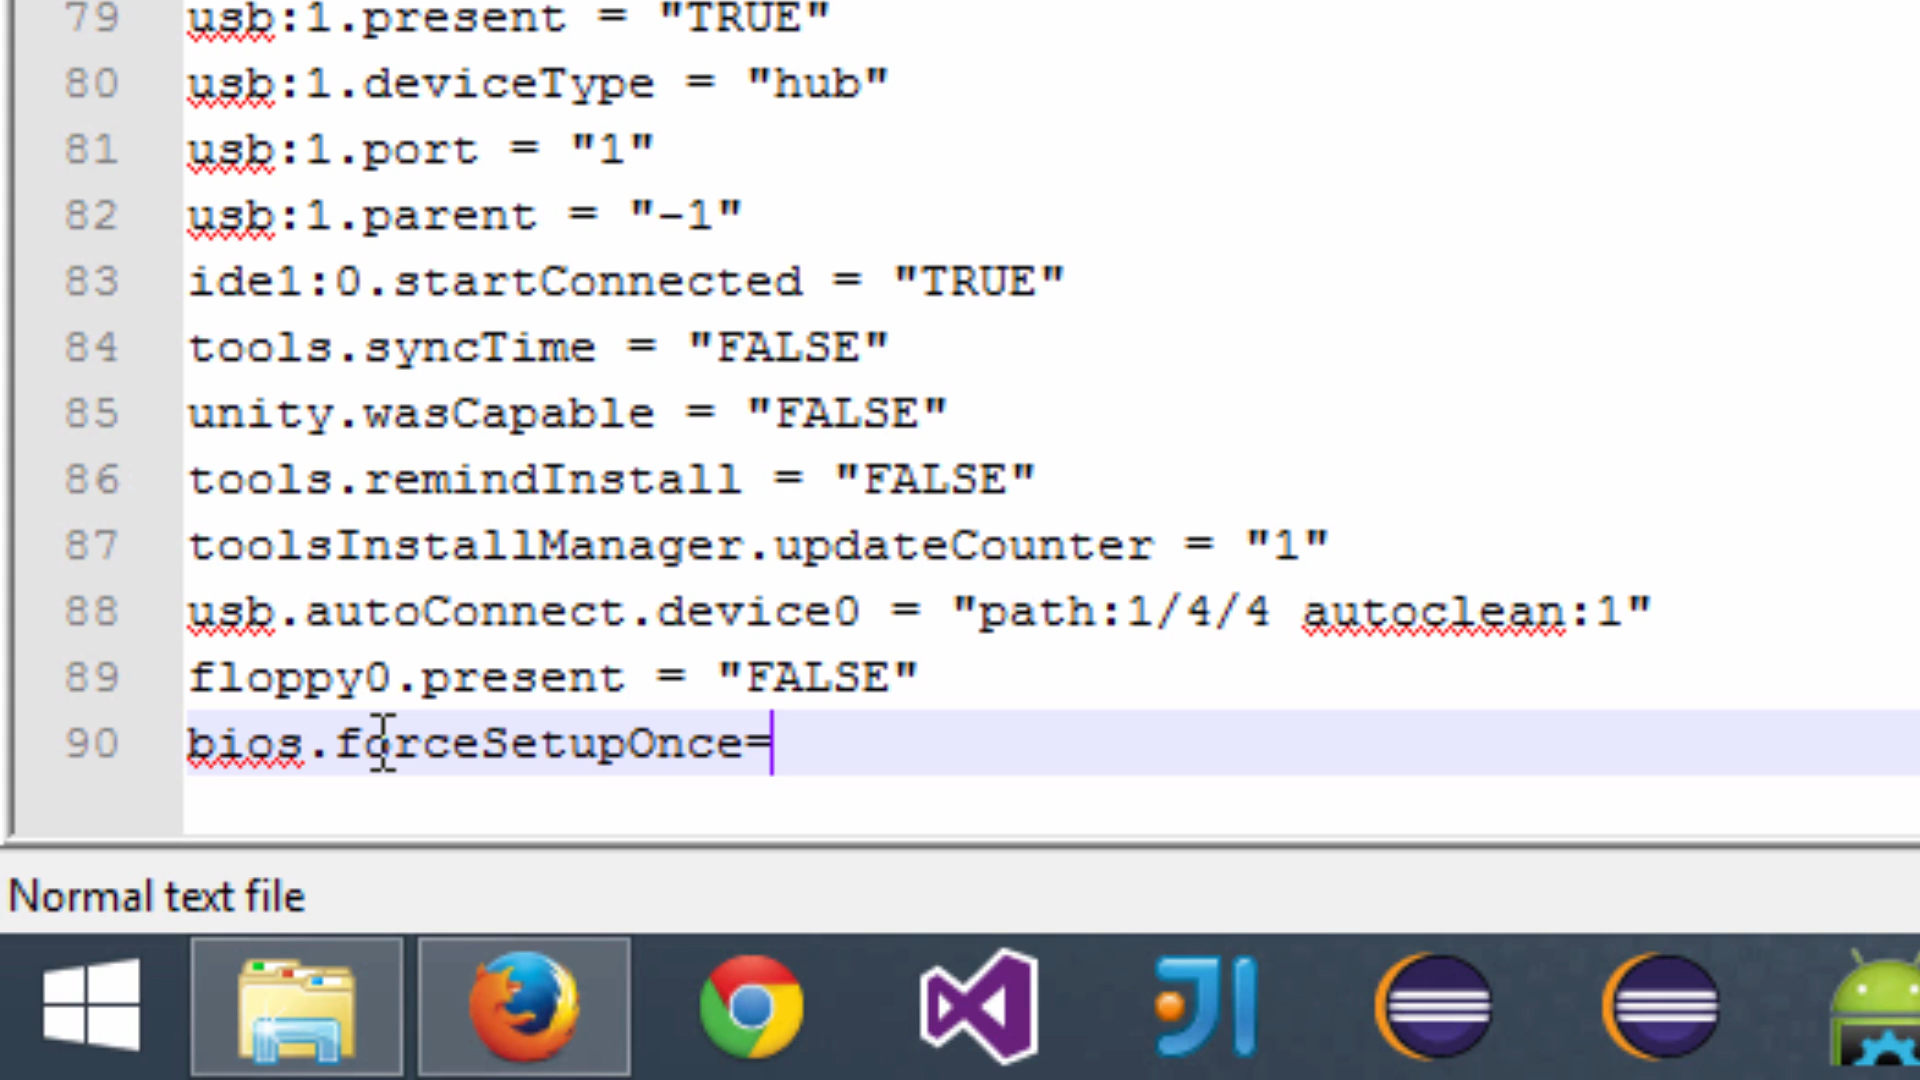 79 usb:1.present = "TRUE"
80 usb:1.deviceType = "hub"
81 usb:1.port = "1"
82 usb:1.parent = "-1"
83 ide1:0.startConnected = "TRUE"
84 tools.syncTime = "FALSE"
85 unity.wasCapable = "FALSE"
86 tools.remindInstall = "FALSE"
87 toolsInstallManager.updateCounter = "1"
88 usb.autoConnect.device0 = "path:1/4/4 autoclean:1"
89 floppy0.present = "FALSE"
90 bios.forceSetupOnce=
Normal text file